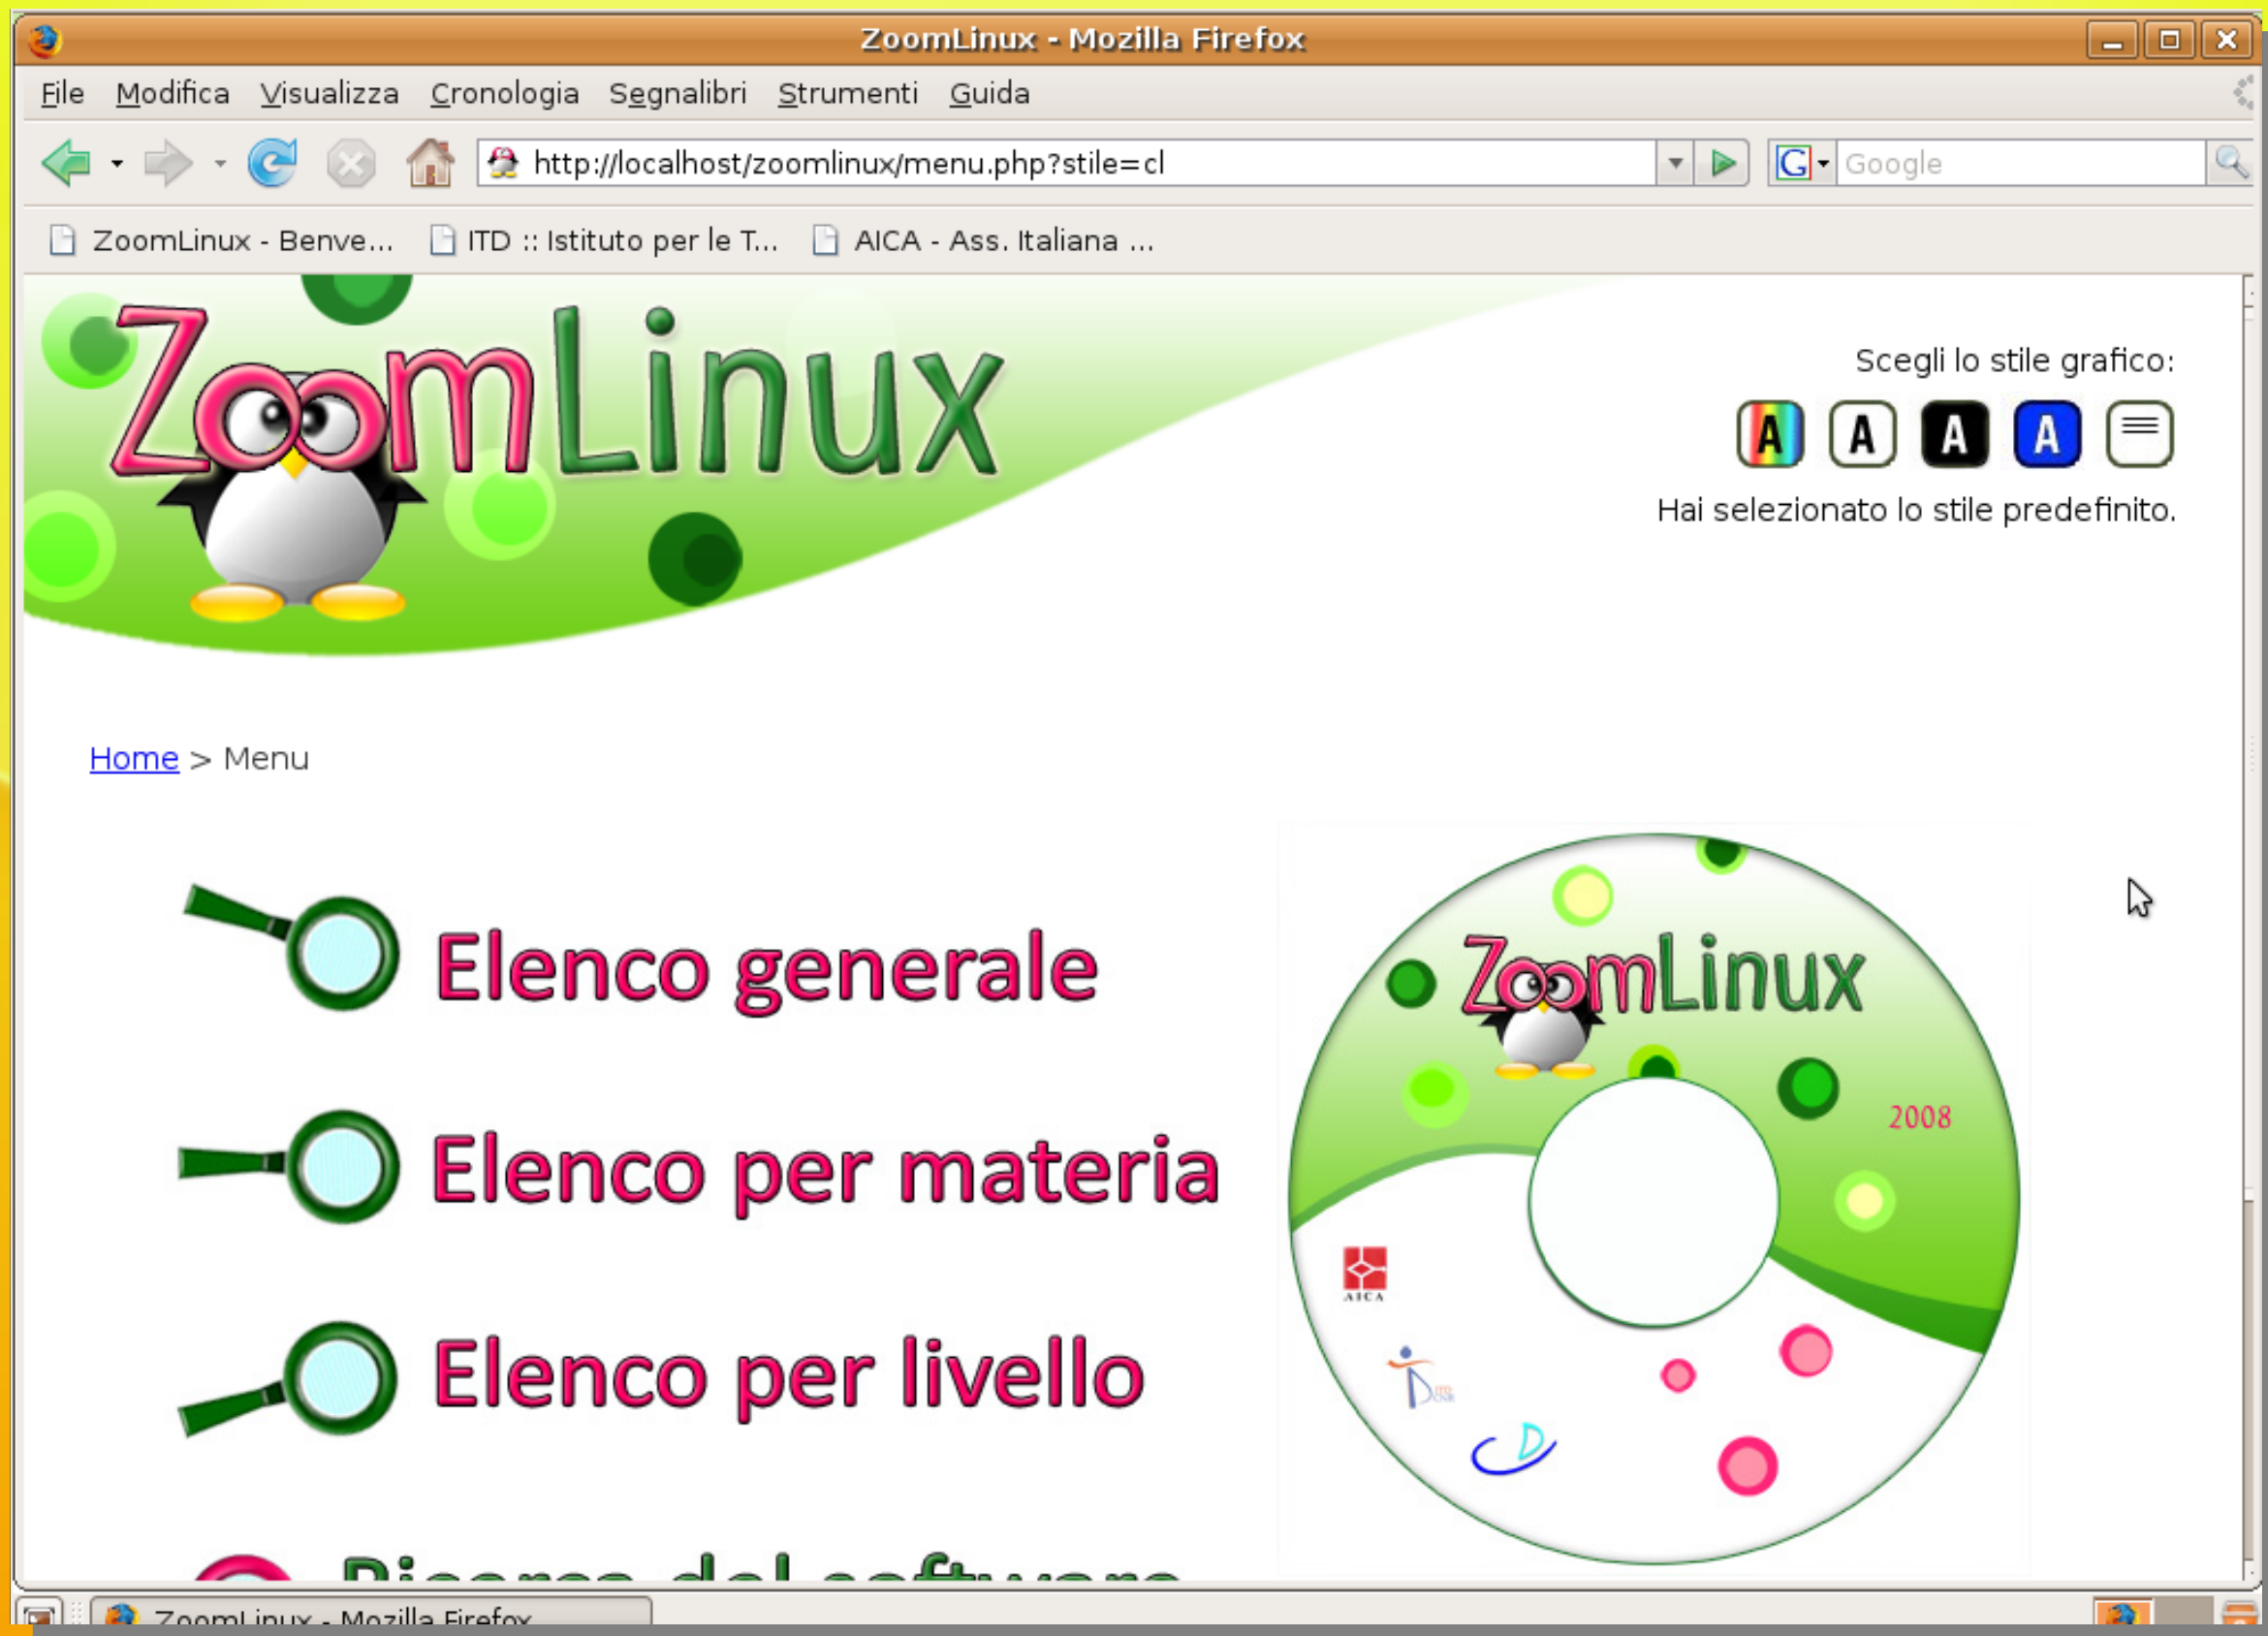 ZoomLinux - Mozilla Firefox
File Modifica Visualizza Cronologia Segnalibri Strumenti Guida
http://localhost/zoomlinux/menu.php?stile=cl
G Google
ZoomLinux - Benve... ITD :: Istituto per le T... AICA - Ass. Italiana ...
ZoomLinux
Scegli lo stile grafico:
A A A A
Hai selezionato lo stile predefinito.
Home > Menu
Elenco generale
Elenco per materia
Elenco per livello
ZoomLinux
2008
AICA
ZoomLinux - Mozilla Firefox